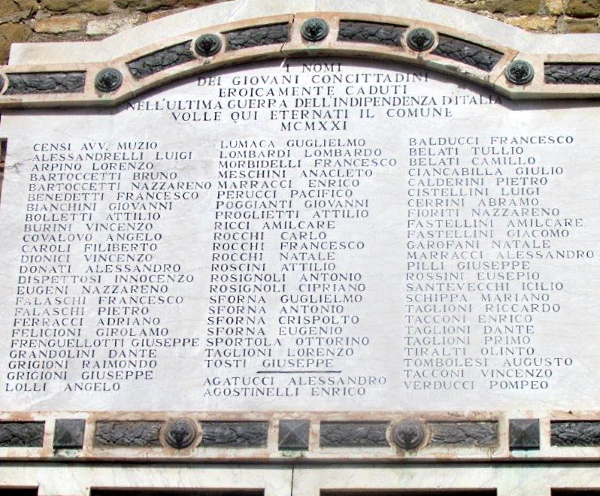 I NOMI
DEI GIOVANI CONCITTADINI
EROICAMENTE CADUTI
NELL'ULTIMA GUERRA DELL'INDIPENDENZA D'ITALIA
VOLLE QUI ETERNATI IL COMUNE
MCMXXI
CENSI AVV. MUZIO
ALESSANDRELLI LUIGI
ARPINO LORENZO
BARTOCCETTI BRUNO
BARTOCCETTI NAZZARENO
BENEDETTI FRANCESCO
BIANCHINI GIOVANNI
BOLLETTI ATTILIO
BURINI VINCENZO
COVALOVO ANGELO
CAROLI FILIBERTO
DIONICI VINCENZO
DONATI ALESSANDRO
DISPETTOSI INNOCENZO
EUGENI NAZZARENO
FALASCHI FRANCESCO
FALASCHI PIETRO
FERRACCI ADRIANO
FELICIONI GIROLAMO
FRENGUELLOTTI GIUSEPPE
GRANDOLINI DANTE
GRIGIONI RAIMONDO
GRIGIONI GIUSEPPE
LOLLI ANGELO
LUMACA GUGLIELMO
LOMBARDI LOMBARDO
MORBIDELLI FRANCESCO
MESCHINI ANACLETO
MARRACCI ENRICO
PERUCCI PACIFICO
POGGIANTI GIOVANNI
PROGLIETTI ATTILIO
RICCI AMILCARE
ROCCHI CARLO
ROCCHI FRANCESCO
ROCCHI NATALE
ROSCINI ATTILIO
ROSIGNOLI ANTONIO
ROSIGNOLI CIPRIANO
SFORNA GUGLIELMO
SFORNA ANTONIO
SFORNA CRISPOLTO
SFORNA EUGENIO
SPORTOLA OTTORINO
TAGLIONI LORENZO
TOSTI GIUSEPPE
AGATUCCI ALESSANDRO
AGOSTINELLI ENRICO
BALDUCCI FRANCESCO
BELATI TULLIO
BELATI CAMILLO
CIANCABILLA GIULIO
CALDERINI PIETRO
CISTELLINI LUIGI
CERRINI ABRAMO
FIORITI NAZZARENO
FASTELLINI AMILCARE
FASTELLINI GIACOMO
GAROFANI NATALE
MARRACCI ALESSANDRO
PILLI GIUSEPPE
ROSSINI EUSEPIO
SANTEVECCHI ICILIO
SCHIPPA MARIANO
TAGLIONI RICCARDO
TACCONI ENRICO
TAGLIONI DANTE
TAGLIONI PRIMO
TIRALTI OLINTO
TOMBOLESI AUGUSTO
TACCONI VINCENZO
VERDUCCI POMPEO